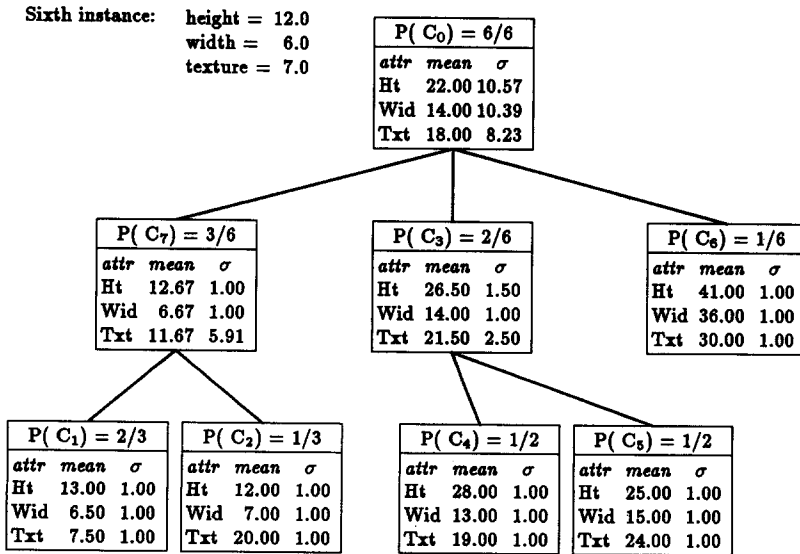 Sixth instance: height = 12.0
width = 6.0
texture = 7.0
P( C₀) = 6/6
attr mean σ
Ht 22.00 10.57
Wid 14.00 10.39
Txt 18.00 8.23
P( C₇) = 3/6
attr mean σ
Ht 12.67 1.00
Wid 6.67 1.00
Txt 11.67 5.91
P( C₃) = 2/6
attr mean σ
Ht 26.50 1.50
Wid 14.00 1.00
Txt 21.50 2.50
P( C₆) = 1/6
attr mean σ
Ht 41.00 1.00
Wid 36.00 1.00
Txt 30.00 1.00
P( C₁) = 2/3
attr mean σ
Ht 13.00 1.00
Wid 6.50 1.00
Txt 7.50 1.00
P( C₂) = 1/3
attr mean σ
Ht 12.00 1.00
Wid 7.00 1.00
Txt 20.00 1.00
P( C₄) = 1/2
attr mean σ
Ht 28.00 1.00
Wid 13.00 1.00
Txt 19.00 1.00
P( C₅) = 1/2
attr mean σ
Ht 25.00 1.00
Wid 15.00 1.00
Txt 24.00 1.00